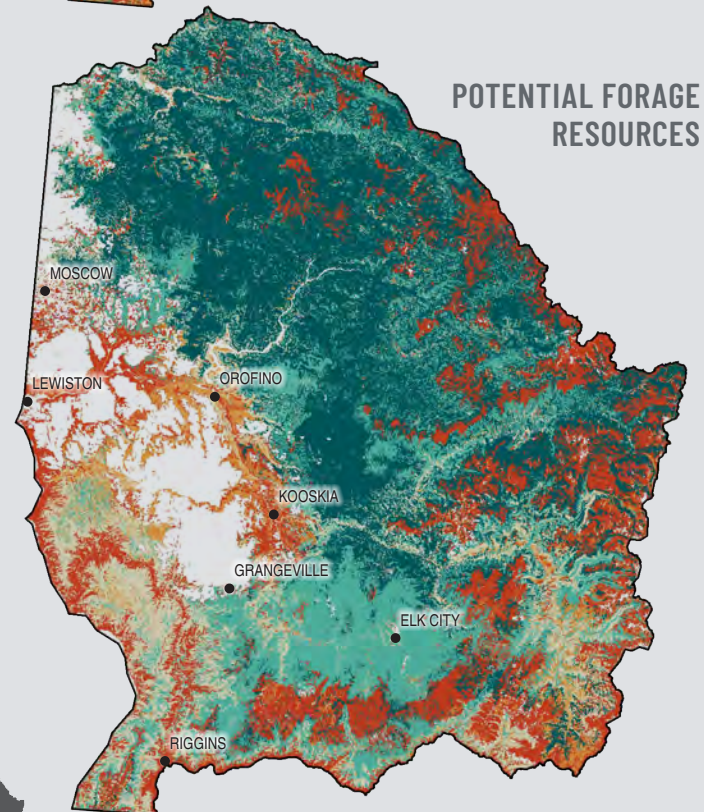 POTENTIAL FORAGE
RESOURCES
MOSCOW
LEWISTON
OROFINO
KOOSKIA
GRANGEVILLE
ELK CITY
RIGGINS